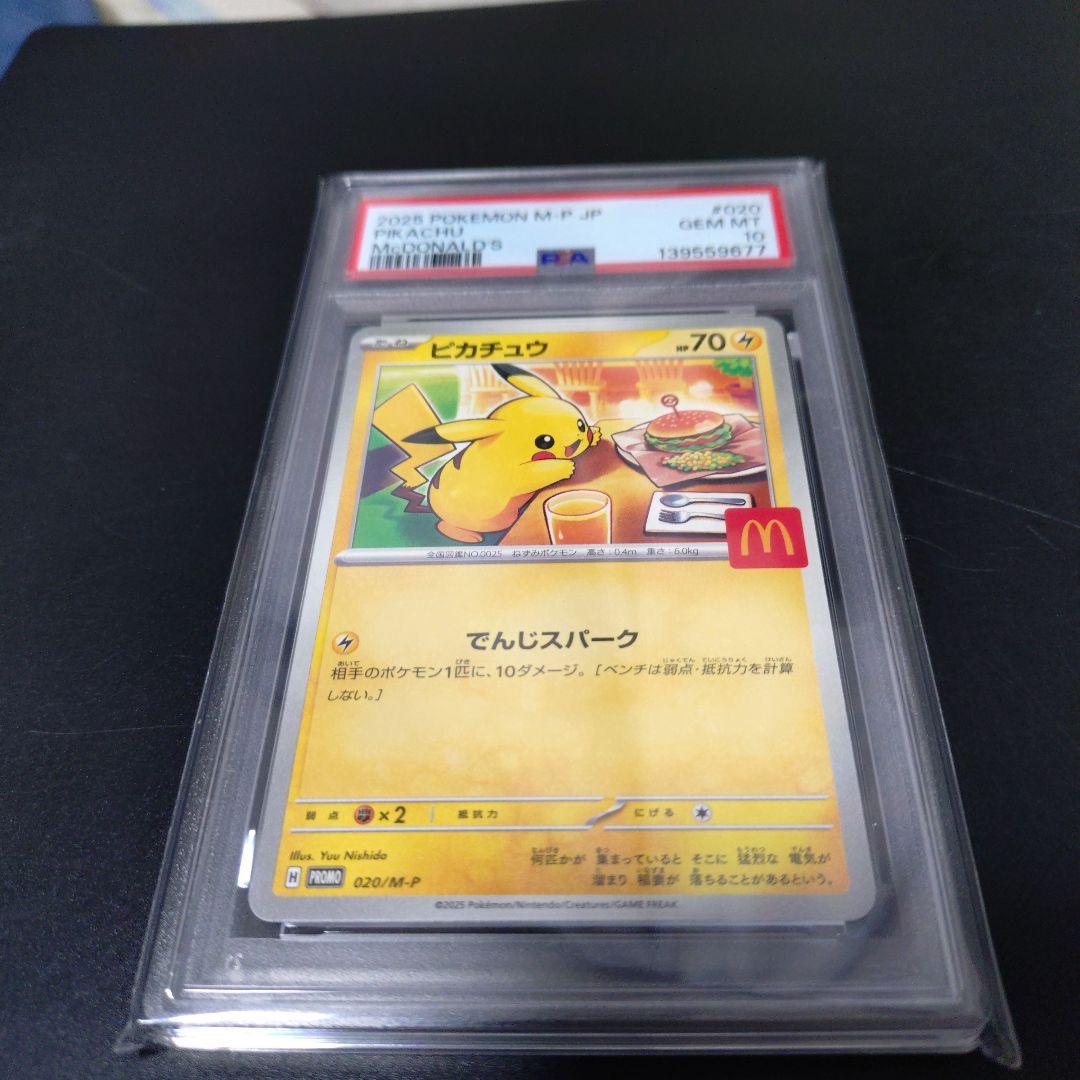 2025 POKEMON M-P JP #020
PIKACHU GEM MT
McDONALD'S 10
PSA 139559677
ピカチュウ HP 70
全国図鑑NO.0025 ねずみポケモン 高さ:0.4m 重さ:6.0kg
でんじスパーク
相手のポケモン1匹に、10ダメージ。[ベンチは弱点・抵抗力を計算
しない。]
弱点 ×2 抵抗力 にげる
Illus. Yuu Nishida
何匹かが 集まっていると そこに 猛烈な 電気が
溜まり 稲妻が 落ちることがあるという。
H PROMO 020/M-P
©2025 Pokémon/Nintendo/Creatures/GAME FREAK